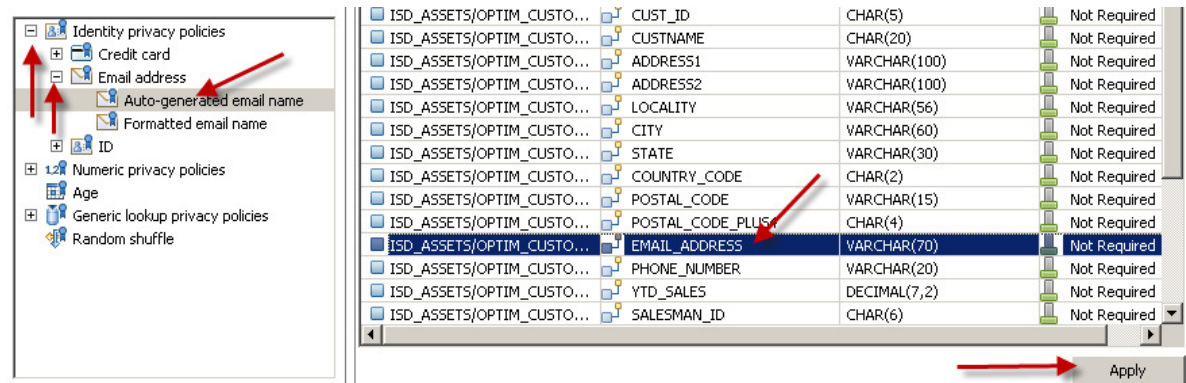 Identity privacy policies
Credit card
Email address
Auto-generated email name
Formatted email name
ID
Numeric privacy policies
Age
Generic lookup privacy policies
Random shuffle
ISD_ASSETS/OPTIM_CUSTO... CUST_ID CHAR(5) Not Required
ISD_ASSETS/OPTIM_CUSTO... CUSTNAME CHAR(20) Not Required
ISD_ASSETS/OPTIM_CUSTO... ADDRESS1 VARCHAR(100) Not Required
ISD_ASSETS/OPTIM_CUSTO... ADDRESS2 VARCHAR(100) Not Required
ISD_ASSETS/OPTIM_CUSTO... LOCALITY VARCHAR(56) Not Required
ISD_ASSETS/OPTIM_CUSTO... CITY VARCHAR(60) Not Required
ISD_ASSETS/OPTIM_CUSTO... STATE VARCHAR(30) Not Required
ISD_ASSETS/OPTIM_CUSTO... COUNTRY_CODE CHAR(2) Not Required
ISD_ASSETS/OPTIM_CUSTO... POSTAL_CODE VARCHAR(15) Not Required
ISD_ASSETS/OPTIM_CUSTO... POSTAL_CODE_PLUS4 CHAR(4) Not Required
ISD_ASSETS/OPTIM_CUSTO... EMAIL_ADDRESS VARCHAR(70) Not Required
ISD_ASSETS/OPTIM_CUSTO... PHONE_NUMBER VARCHAR(20) Not Required
ISD_ASSETS/OPTIM_CUSTO... YTD_SALES DECIMAL(7,2) Not Required
ISD_ASSETS/OPTIM_CUSTO... SALESMAN_ID CHAR(6) Not Required
Apply